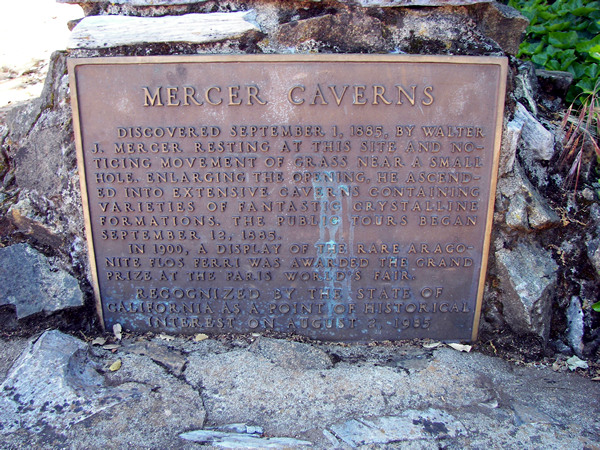 MERCER CAVERNS
DISCOVERED SEPTEMBER 1, 1885, BY WALTER
J. MERCER RESTING AT THIS SITE AND NO-
TICING MOVEMENT OF GRASS NEAR A SMALL
HOLE. ENLARGING THE OPENING, HE ASCEND-
ED INTO EXTENSIVE CAVERNS CONTAINING
VARIETIES OF FANTASTIC CRYSTALLINE
FORMATIONS. THE PUBLIC TOURS BEGAN
SEPTEMBER 13, 1885.
IN 1900, A DISPLAY OF THE RARE ARAGO-
NITE FLOS FERRI WAS AWARDED THE GRAND
PRIZE AT THE PARIS WORLD'S FAIR.
RECOGNIZED BY THE STATE OF
CALIFORNIA AS A POINT OF HISTORICAL
INTEREST ON AUGUST 2, 1985